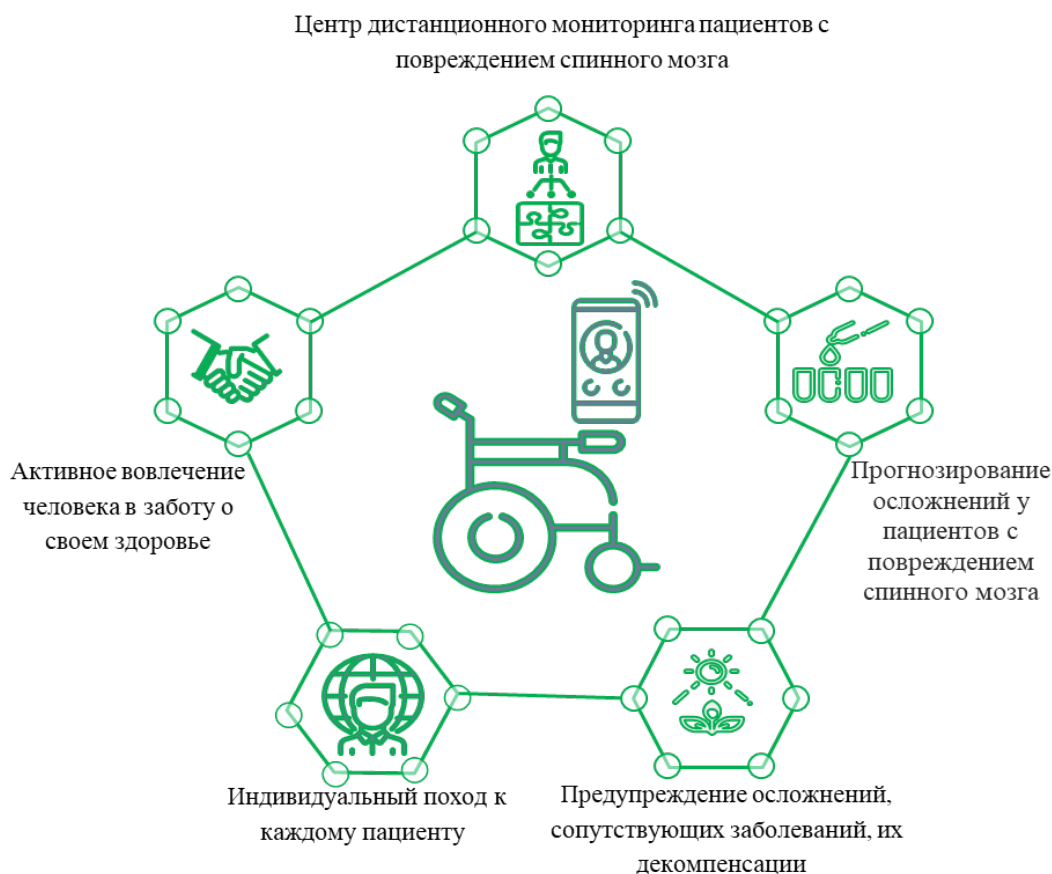 Центр дистанционного мониторинга пациентов с
повреждением спинного мозга
Активное вовлечение
человека в заботу о
своем здоровье
Прогнозирование
осложнений у
пациентов с
повреждением
спинного мозга
Индивидуальный поход к
каждому пациенту
Предупреждение осложнений,
сопутствующих заболеваний, их
декомпенсации